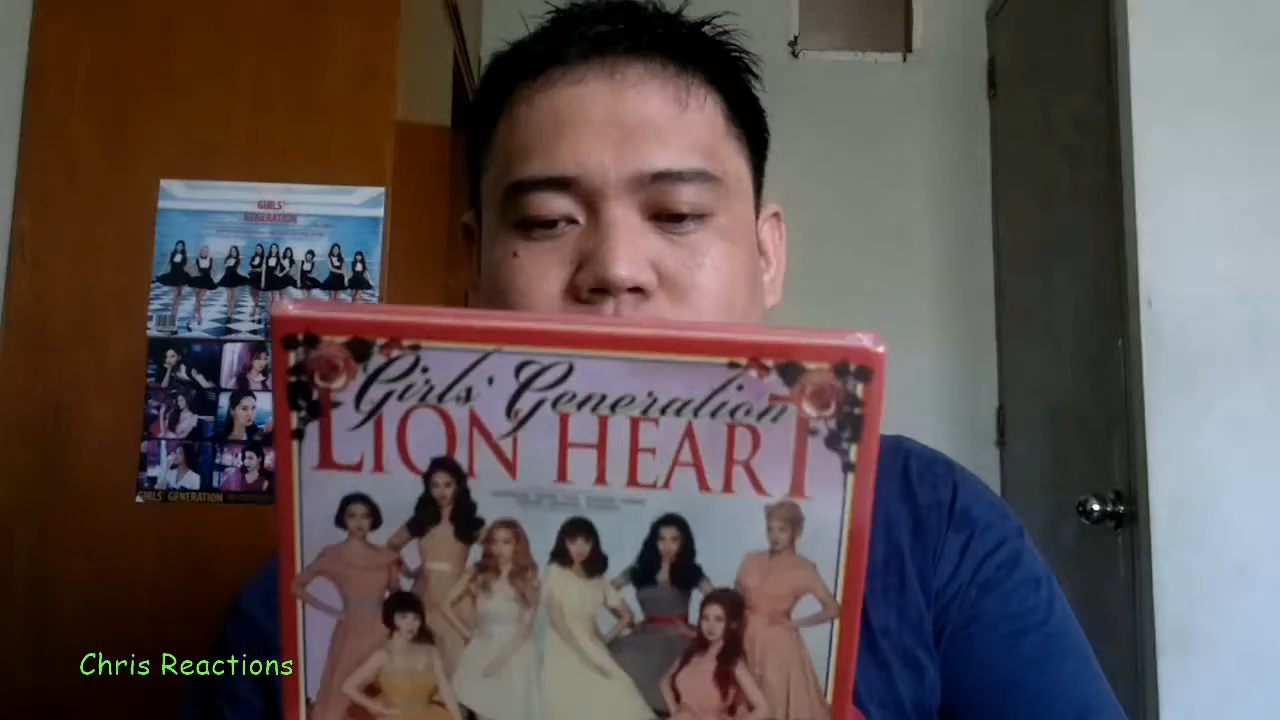 GIRLS'
GENERATION
GIRLS GENERATION
Girls' Generation
LION HEART
Chris Reactions